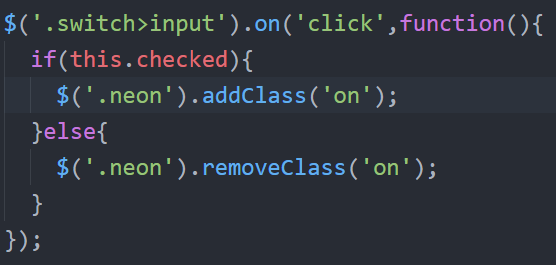 $('.switch>input').on('click',function(){
if(this.checked){
$('.neon').addClass('on');
}else{
$('.neon').removeClass('on');
}
});